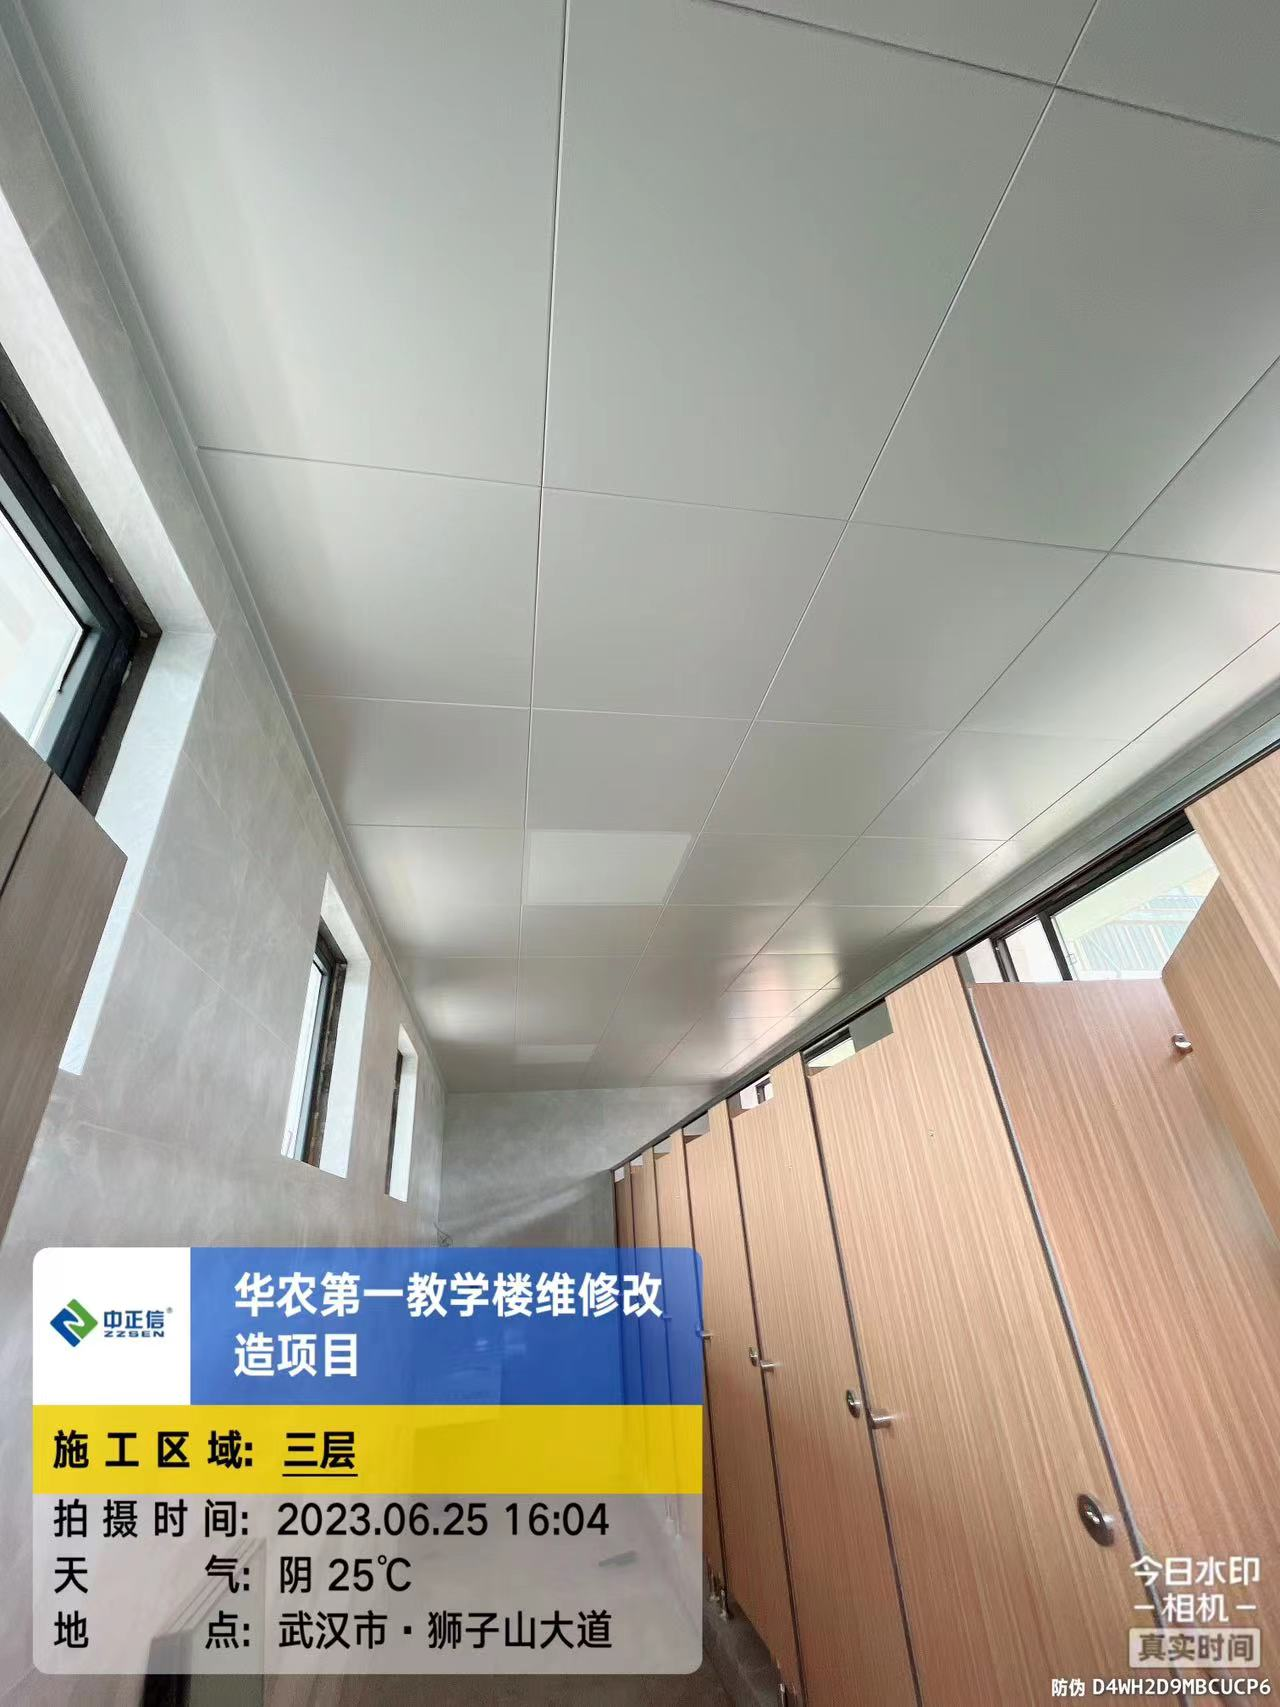 中正信®
ZZSEN
华农第一教学楼维修改
造项目
施工区域: 三层
拍摄时间: 2023.06.25 16:04
天气: 阴 25℃
地点: 武汉市·狮子山大道
今日水印
-相机-
真实时间
防伪 D4WH2D9MBCUCP6